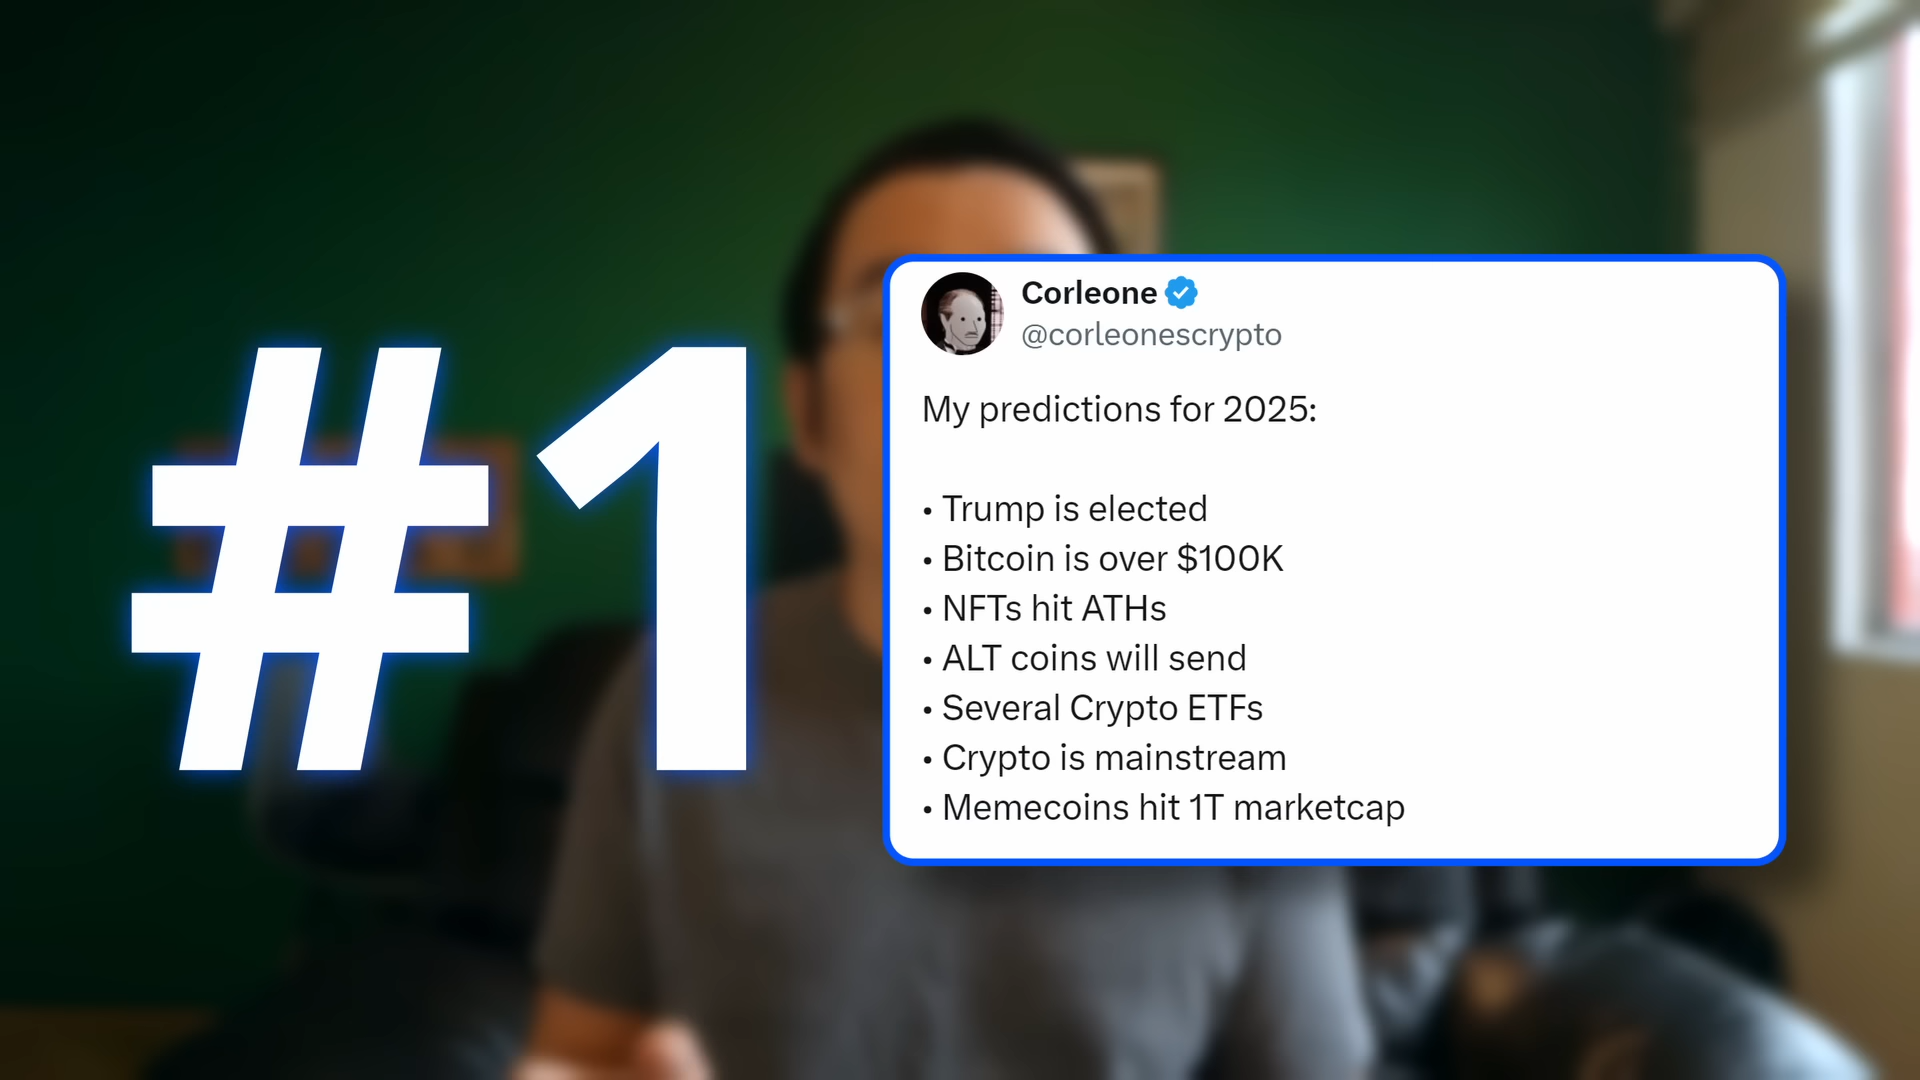 #1
Corleone
@corleonescrypto
My predictions for 2025:
• Trump is elected
• Bitcoin is over $100K
• NFTs hit ATHs
• ALT coins will send
• Several Crypto ETFs
• Crypto is mainstream
• Memecoins hit 1T marketcap